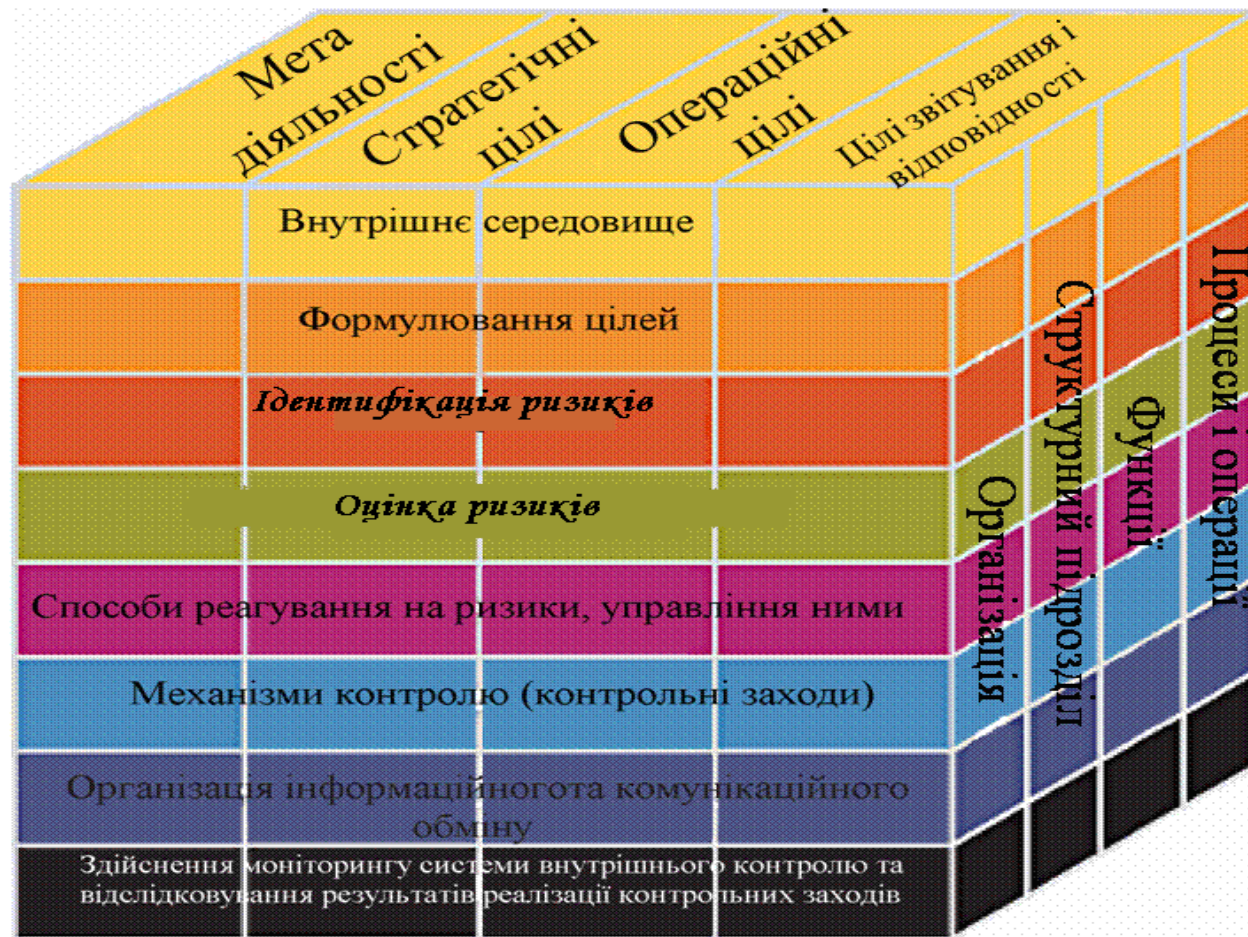 Мета
діяльності
Стратегічні
цілі
Операційні
цілі
Цілі звітування і
відповідності
Внутрішнє середовище
Формулювання цілей
Ідентифікація ризиків
Оцінка ризиків
Способи реагування на ризики, управління ними
Механізми контролю (контрольні заходи)
Організація інформаційногота комунікаційного
обміну
Здійснення моніторингу системи внутрішнього контролю та
відслідковування результатів реалізації контрольних заходів
Організація
Структурний підрозділ
Функції
Процеси і операції